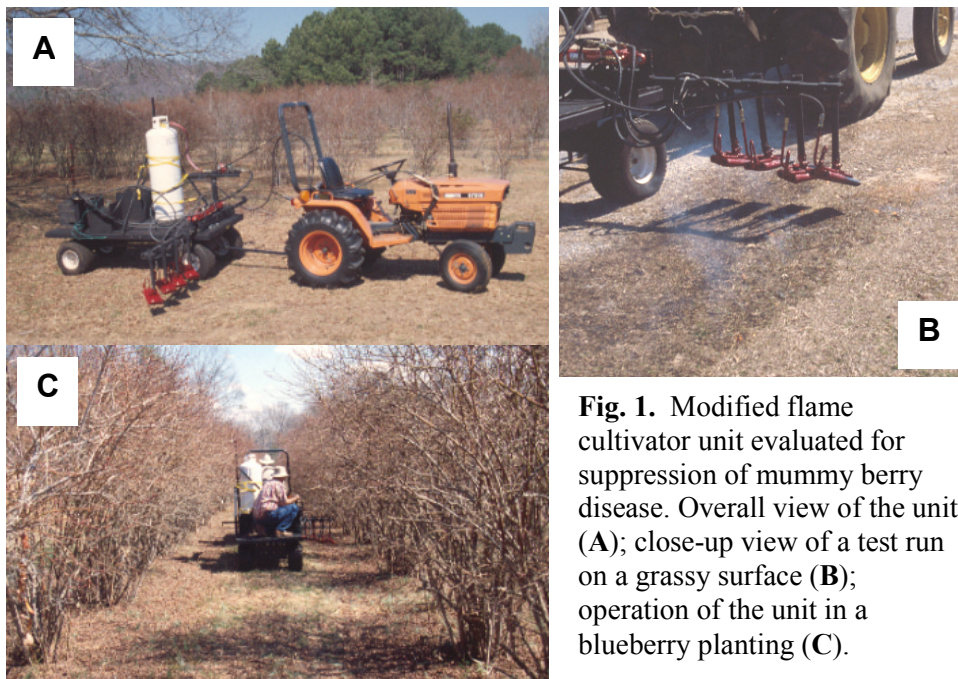 A
B
C
Fig. 1. Modified flame
cultivator unit evaluated for
suppression of mummy berry
disease. Overall view of the unit
(A); close-up view of a test run
on a grassy surface (B);
operation of the unit in a
blueberry planting (C).